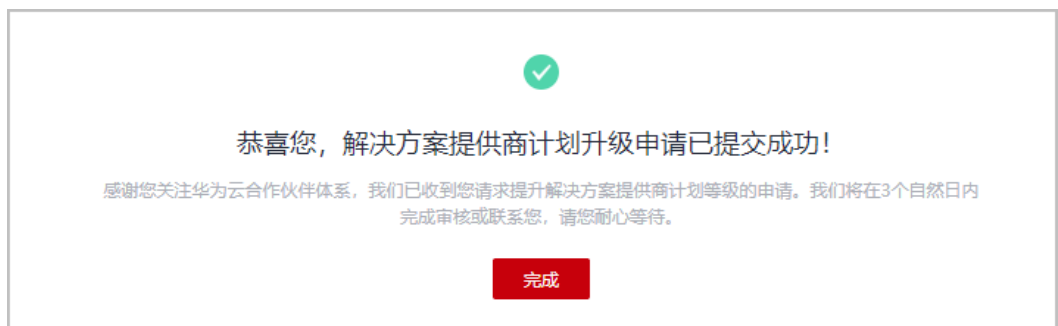 恭喜您，解决方案提供商计划升级申请已提交成功！
感谢您关注华为云合作伙伴体系，我们已收到您请求提升解决方案提供商计划等级的申请。我们将在3个自然日内
完成审核或联系您，请您耐心等待。
完成